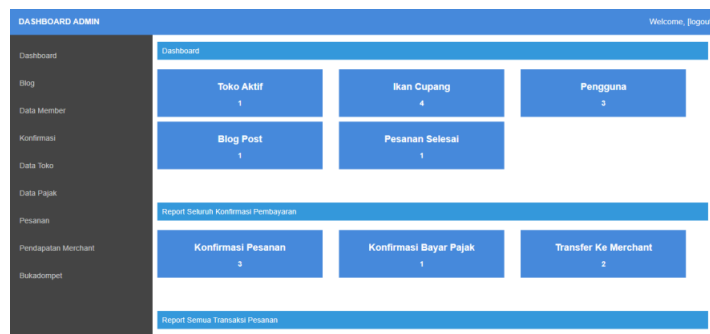 DASHBOARD ADMIN
Welcome, [logou
Dashboard
Blog
Data Member
Konfirmasi
Data Toko
Data Pajak
Pesanan
Pendapatan Merchant
Bukadompet
Dashboard
Toko Aktif
1
Ikan Cupang
4
Pengguna
3
Blog Post
1
Pesanan Selesai
1
Report Seluruh Konfirmasi Pembayaran
Konfirmasi Pesanan
3
Konfirmasi Bayar Pajak
1
Transfer Ke Merchant
2
Report Semua Transaksi Pesanan